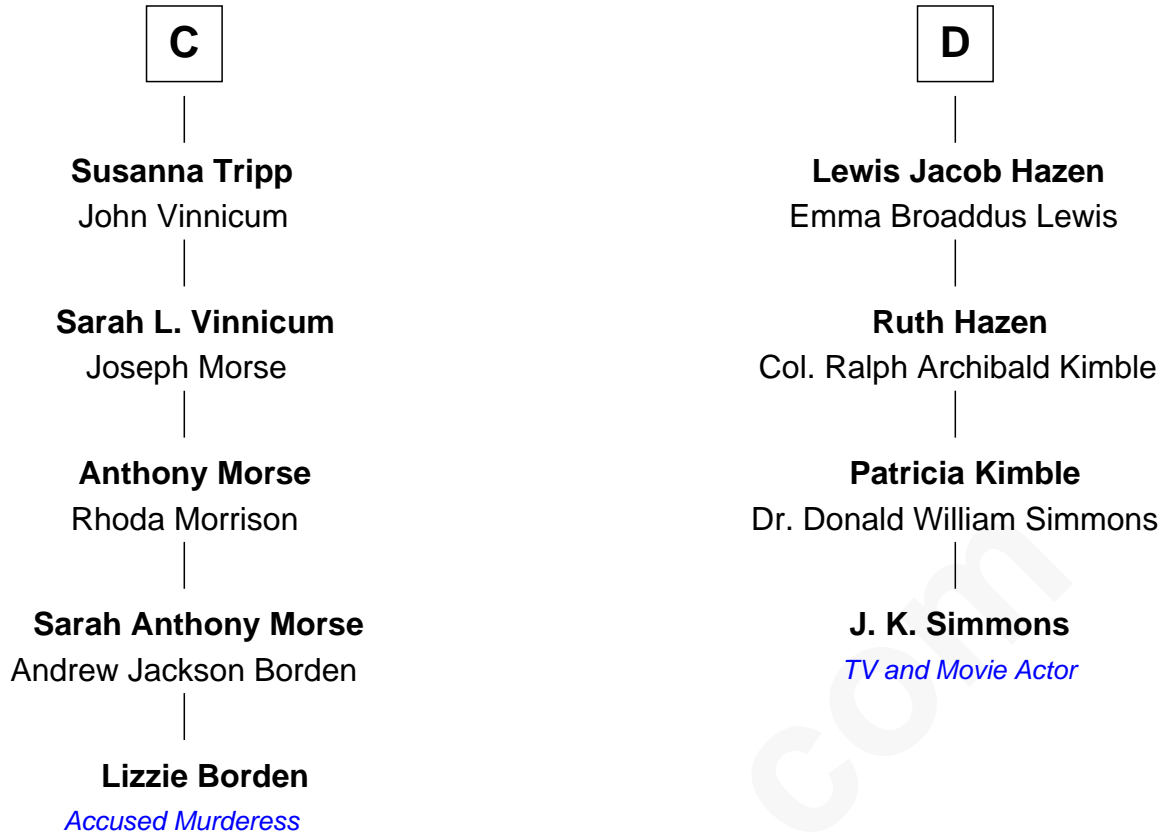 C
Susanna Tripp
John Vinnicum
Sarah L. Vinnicum
Joseph Morse
Anthony Morse
Rhoda Morrison
Sarah Anthony Morse
Andrew Jackson Borden
Lizzie Borden
Accused Murderess
D
Lewis Jacob Hazen
Emma Broaddus Lewis
Ruth Hazen
Col. Ralph Archibald Kimble
Patricia Kimble
Dr. Donald William Simmons
J. K. Simmons
TV and Movie Actor
com